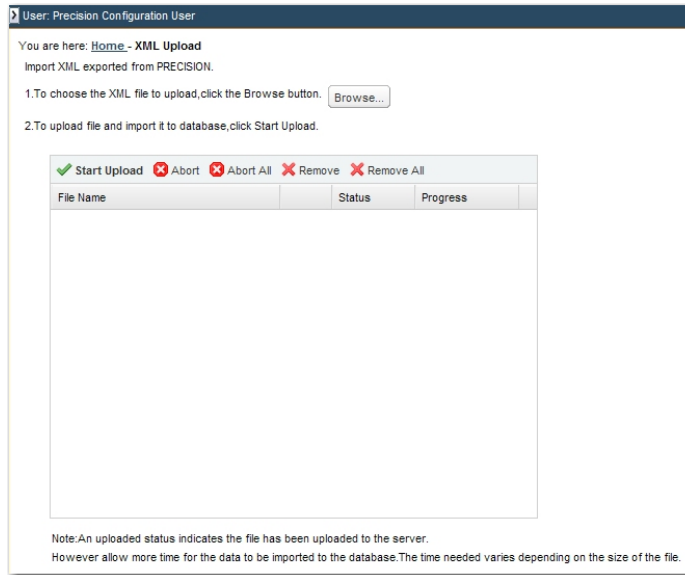 User: Precision Configuration User
You are here: Home - XML Upload
Import XML exported from PRECISION.
1.To choose the XML file to upload,click the Browse button. Browse...
2.To upload file and import it to database,click Start Upload.
Start Upload Abort Abort All Remove Remove All
File Name Status Progress
Note:An uploaded status indicates the file has been uploaded to the server.
However allow more time for the data to be imported to the database.The time needed varies depending on the size of the file.